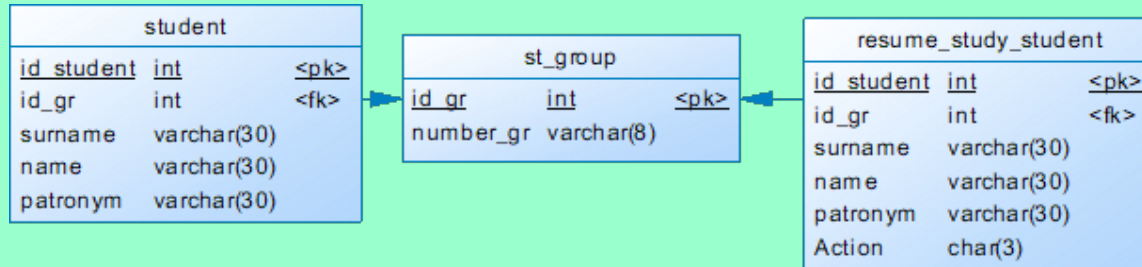 student
id_student int <pk>
id_gr int <fk>
surname varchar(30)
name varchar(30)
patronym varchar(30)
st_group
id_gr int <pk>
number_gr varchar(8)
resume_study_student
id_student int <pk>
id_gr int <fk>
surname varchar(30)
name varchar(30)
patronym varchar(30)
Action char(3)